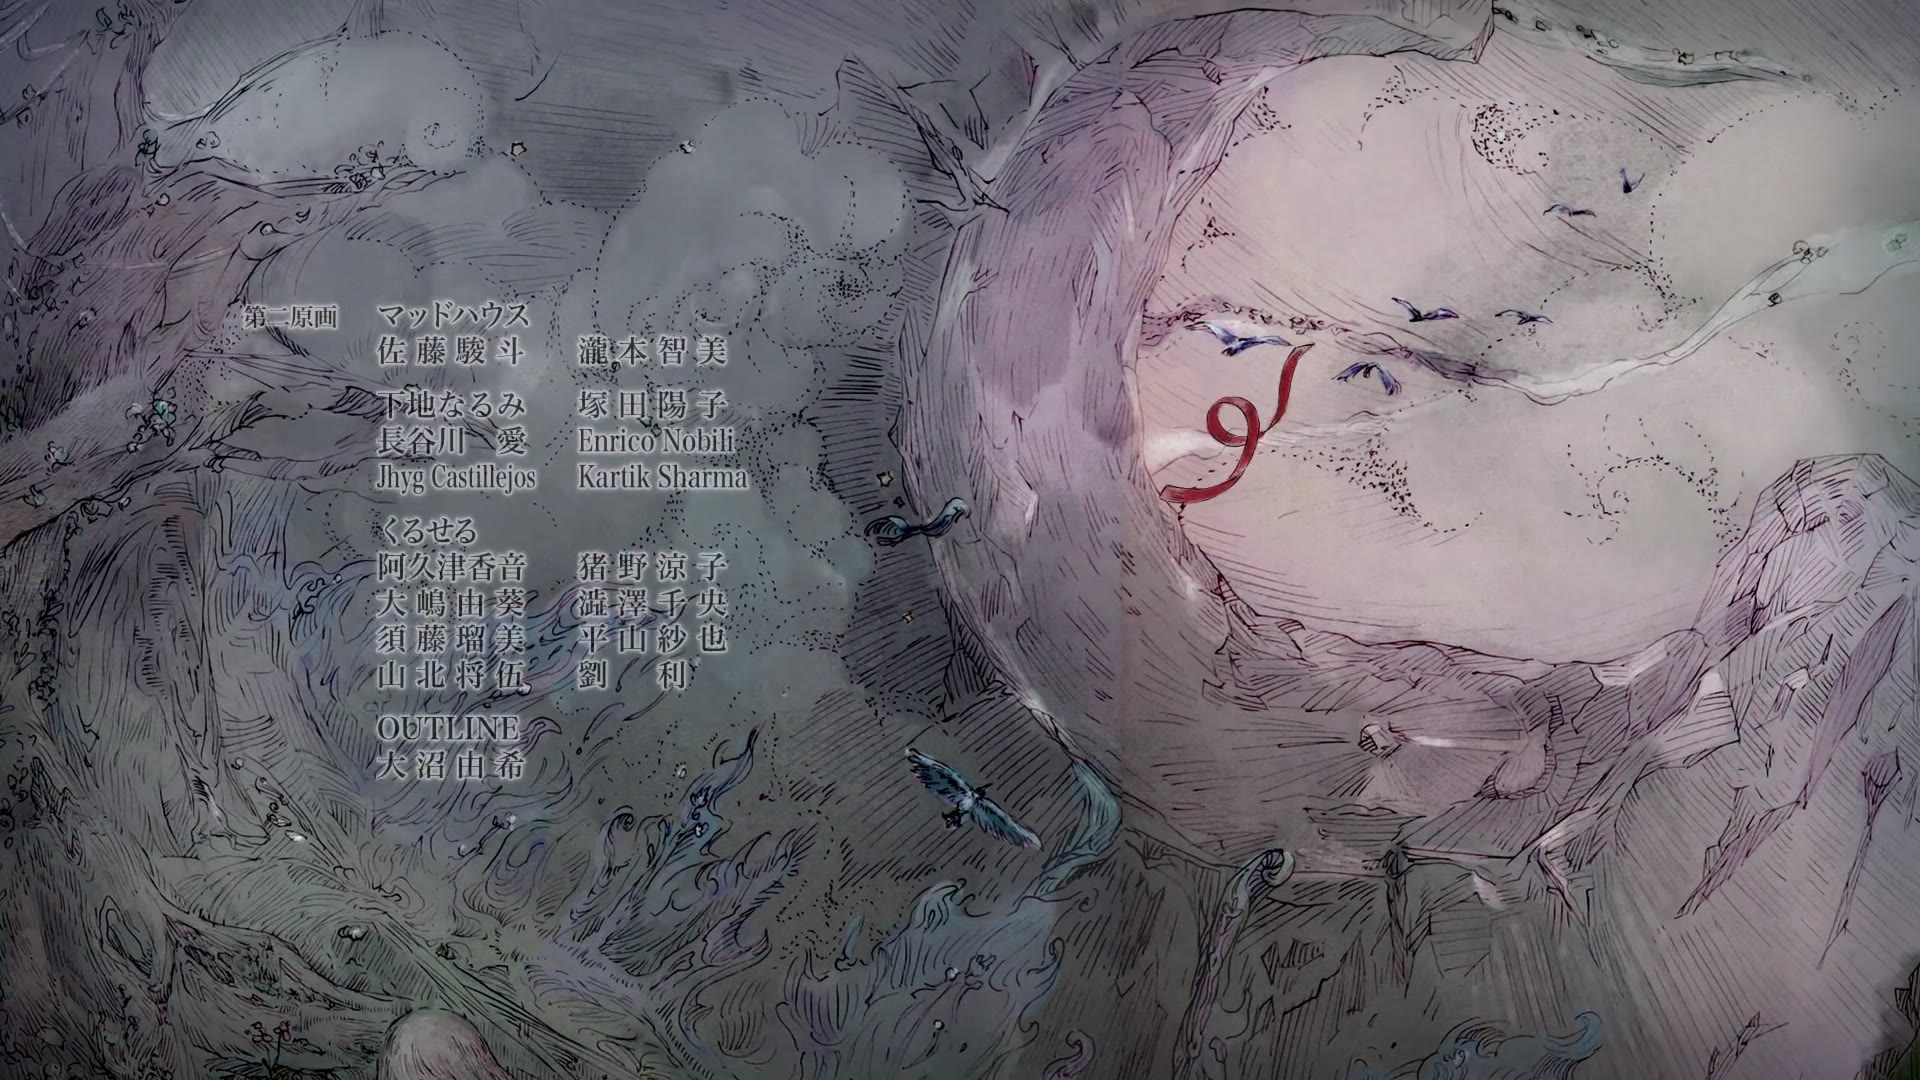 第二原画 マッドハウス
佐藤駿斗 瀧本智美
下地なるみ 塚田陽子
長谷川 愛 Enrico Nobili
Jhyg Castillejos Kartik Sharma
くるせる
阿久津香音 猪野涼子
大嶋由葵 澁澤千央
須藤瑠美 平山紗也
山北将伍 劉 利
OUTLINE
大沼由希